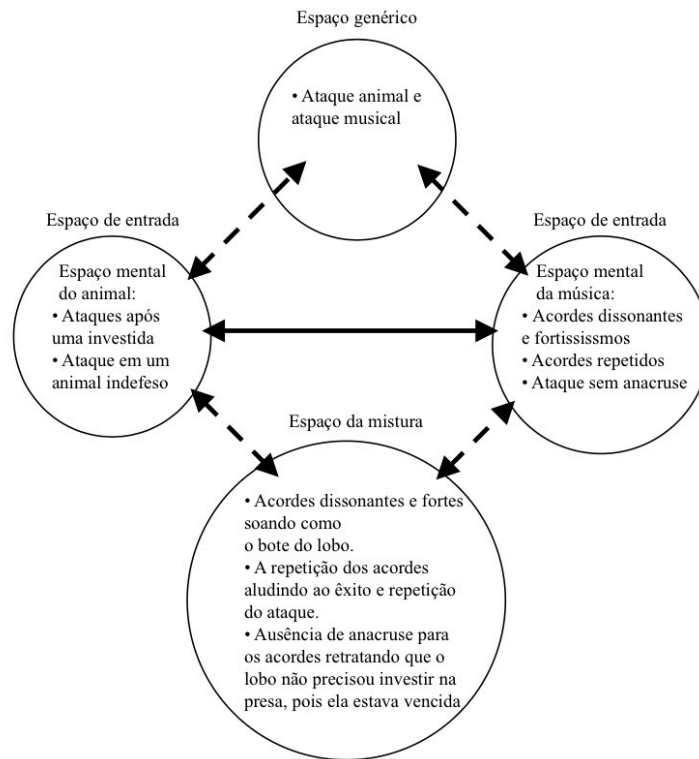 Espaço genérico
• Ataque animal e
ataque musical
Espaço de entrada
Espaço mental
do animal:
• Ataques após
uma investida
• Ataque em um
animal indefeso
Espaço de entrada
Espaço mental
da música:
• Acordes dissonantes
e fortississmos
• Acordes repetidos
• Ataque sem anacruse
Espaço da mistura
• Acordes dissonantes e fortes
soando como
o bote do lobo.
• A repetição dos acordes
aludindo ao êxito e repetição
do ataque.
• Ausência de anacruse para
os acordes retratando que o
lobo não precisou investir na
presa, pois ela estava vencida